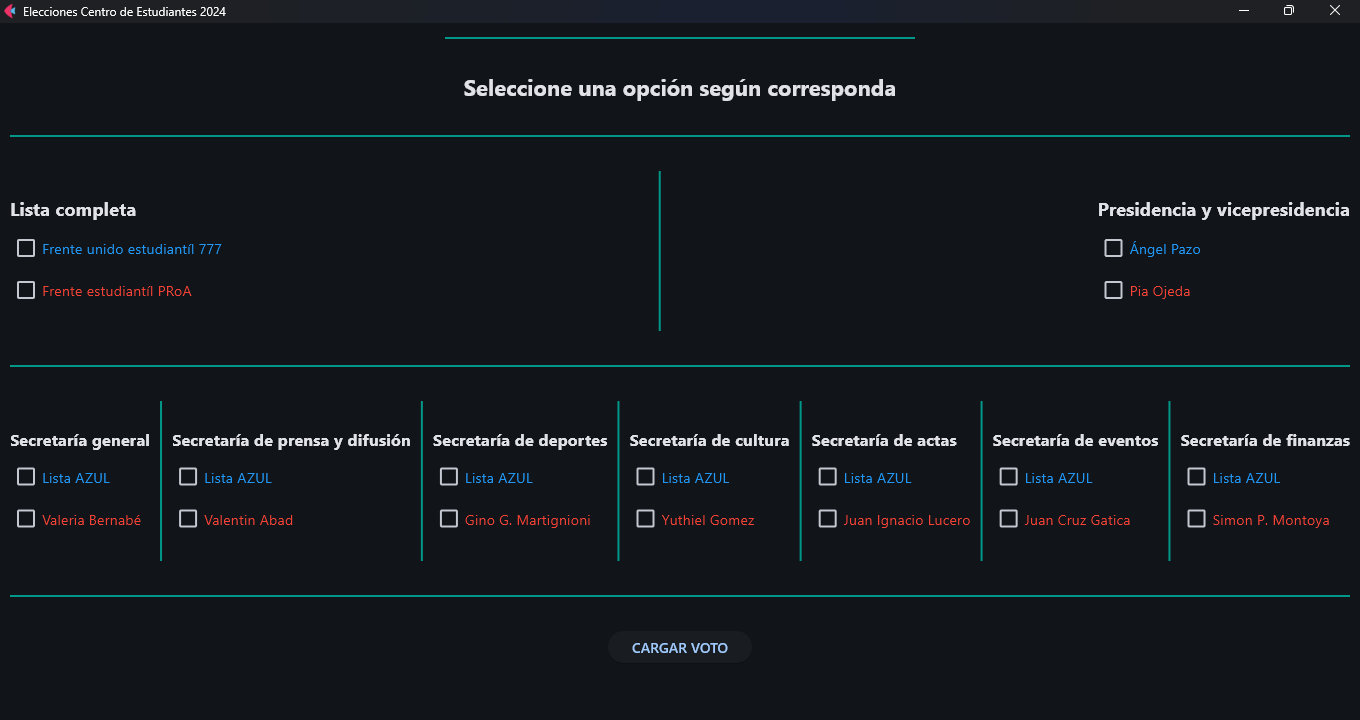 Elecciones Centro de Estudiantes 2024
Seleccione una opción según corresponda
Lista completa
Frente unido estudiantíl 777
Frente estudiantíl PRoA
Presidencia y vicepresidencia
Ángel Pazo
Pia Ojeda
Secretaría general
Lista AZUL
Valeria Bernabé
Secretaría de prensa y difusión
Lista AZUL
Valentin Abad
Secretaría de deportes
Lista AZUL
Gino G. Martignioni
Secretaría de cultura
Lista AZUL
Yuthiel Gomez
Secretaría de actas
Lista AZUL
Juan Ignacio Lucero
Secretaría de eventos
Lista AZUL
Juan Cruz Gatica
Secretaría de finanzas
Lista AZUL
Simon P. Montoya
CARGAR VOTO